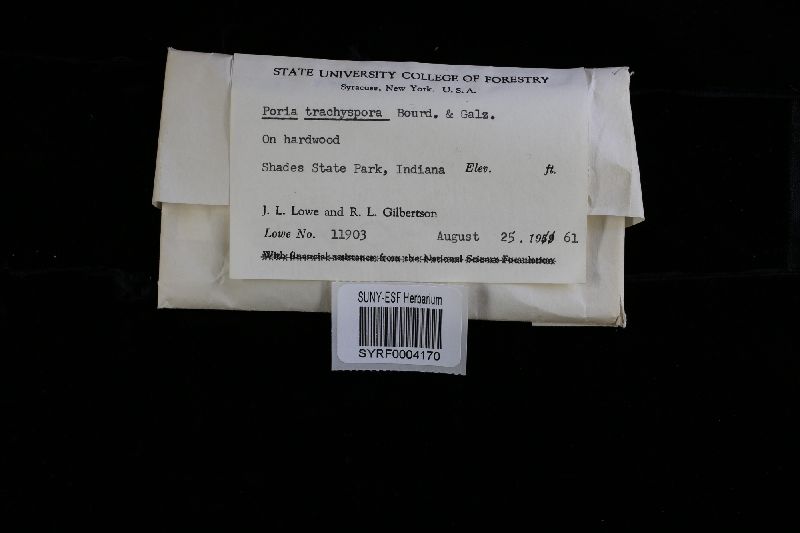 STATE UNIVERSITY COLLEGE OF FORESTRY
Syracuse, New York. U.S.A.
Poria trachyspora Bourd. & Galz.
On hardwood
Shades State Park, Indiana Elev. ft.
J. L. Lowe and R. L. Gilbertson
Lowe No. 11903 August 25, 19 61
With financial assistance from the National Science Foundation
SUNY-ESF Herbarium
SYRF0004170